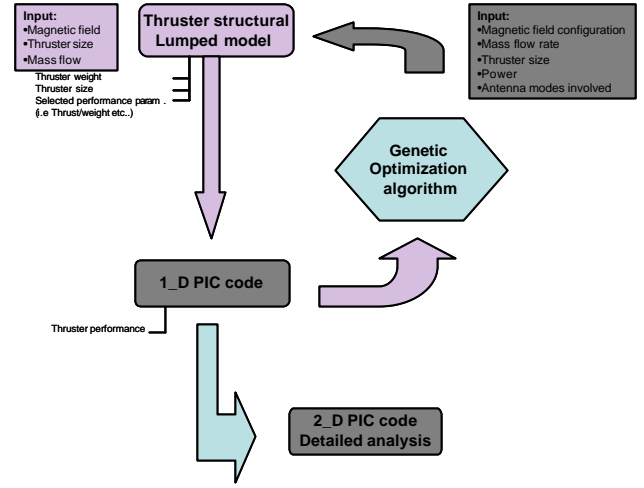 Input:
•Magnetic field
•Thruster size
•Mass flow
Thruster structural
Lumped model
Input:
•Magnetic field configuration
•Mass flow rate
•Thruster size
•Power
•Antenna modes involved
Thruster weight
Thruster size
Selected performance param .
(i.e Thrust/weight etc..)
Genetic
Optimization
algorithm
1_D PIC code
Thruster performance
2_D PIC code
Detailed analysis